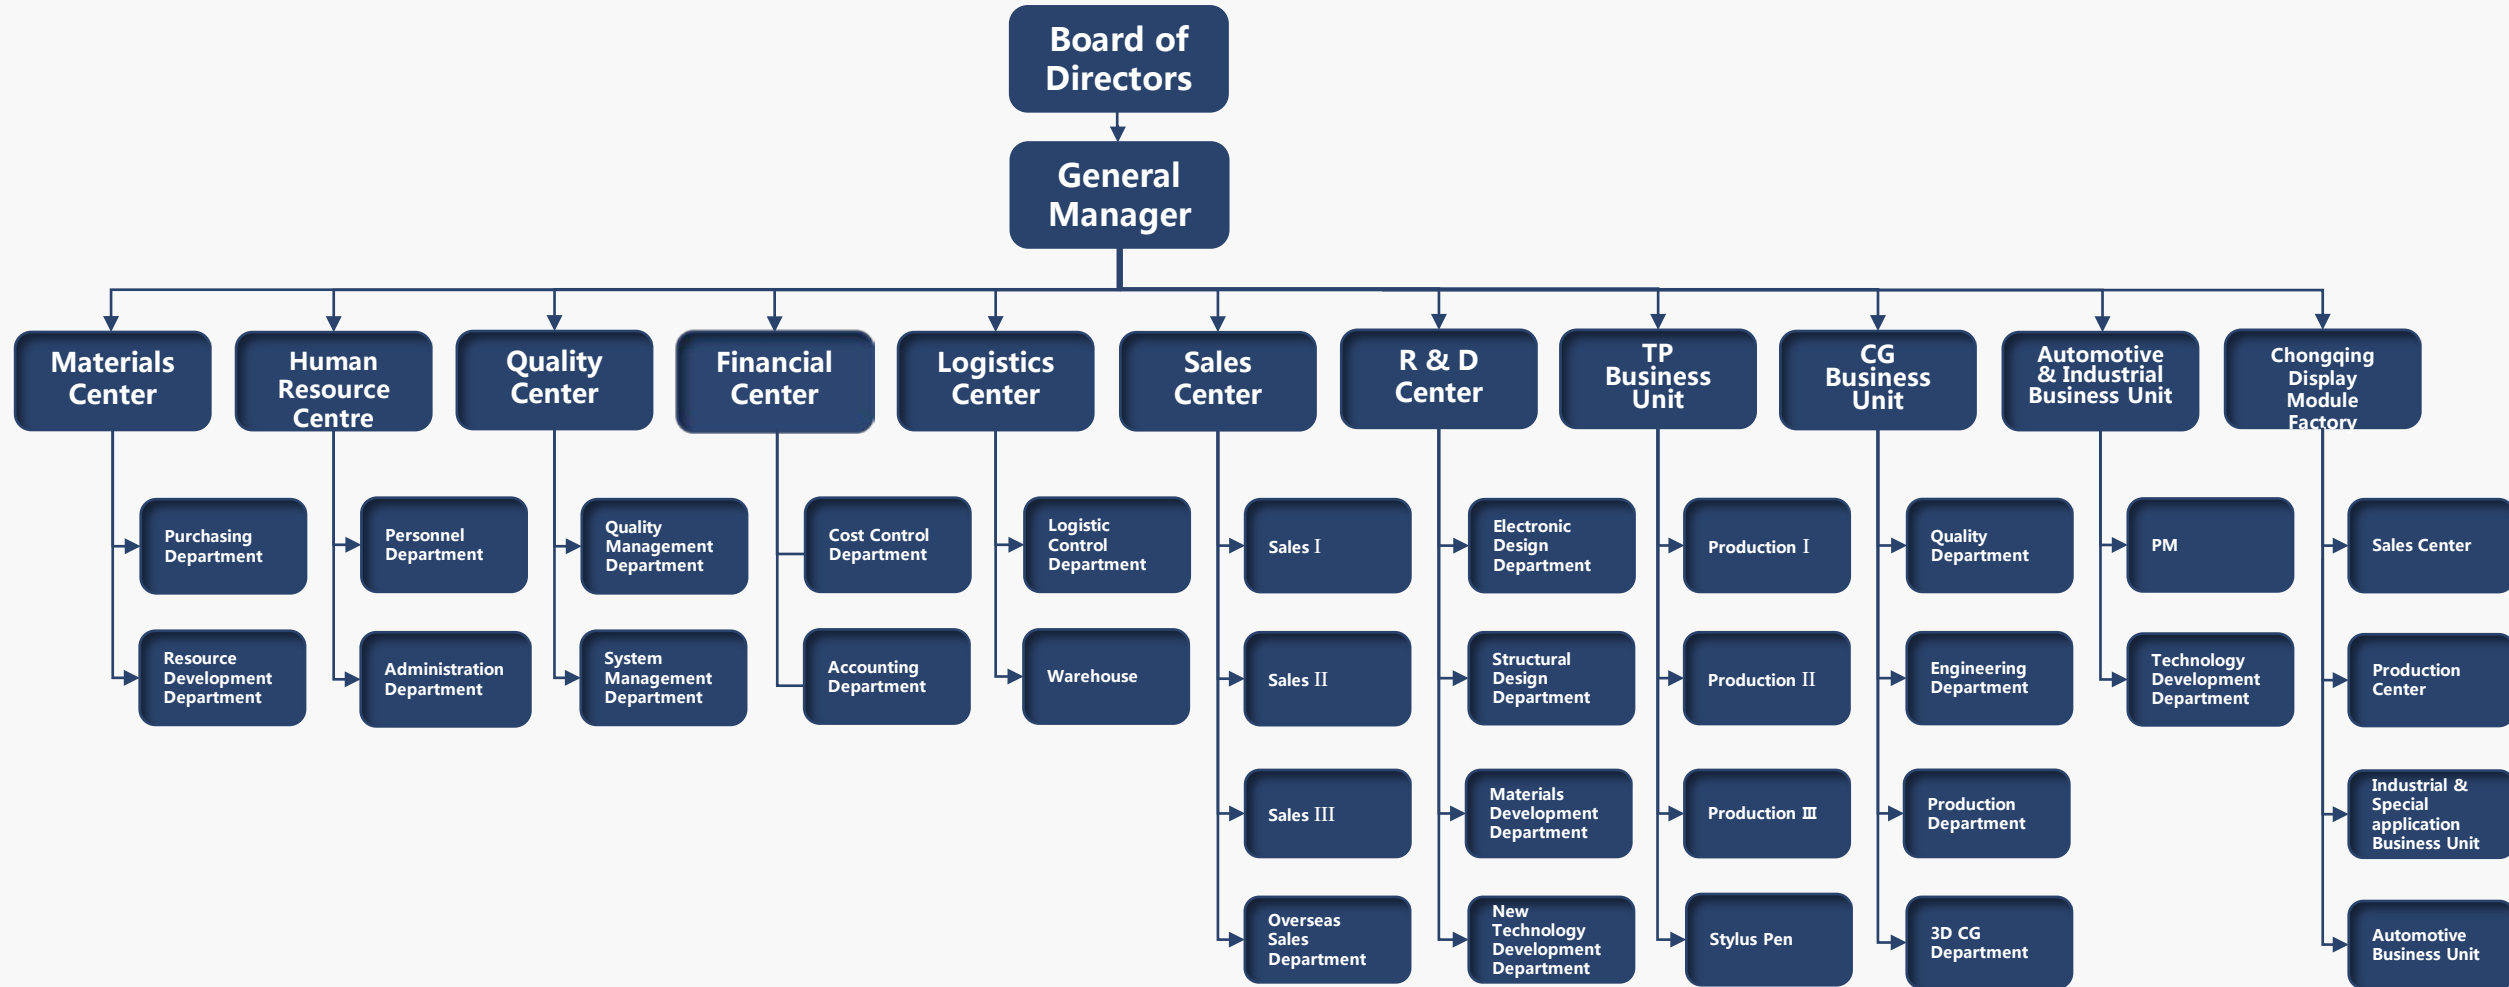 Board of
Directors
General
Manager
Materials
Center
Human
Resource
Centre
Quality
Center
Financial
Center
Logistics
Center
Sales
Center
R & D
Center
TP
Business
Unit
CG
Business
Unit
Automotive
& Industrial
Business Unit
Chongqing
Display
Module
Factory
Purchasing
Department
Personnel
Department
Quality
Management
Department
Cost Control
Department
Logistic
Control
Department
Sales I
Electronic
Design
Department
Production I
Quality
Department
PM
Sales Center
Resource
Development
Department
Administration
Department
System
Management
Department
Accounting
Department
Warehouse
Sales II
Structural
Design
Department
Production II
Engineering
Department
Technology
Development
Department
Production
Center
Sales III
Materials
Development
Department
Production III
Production
Department
Industrial &
Special
application
Business Unit
Overseas
Sales
Department
New
Technology
Development
Department
Stylus Pen
3D CG
Department
Automotive
Business Unit